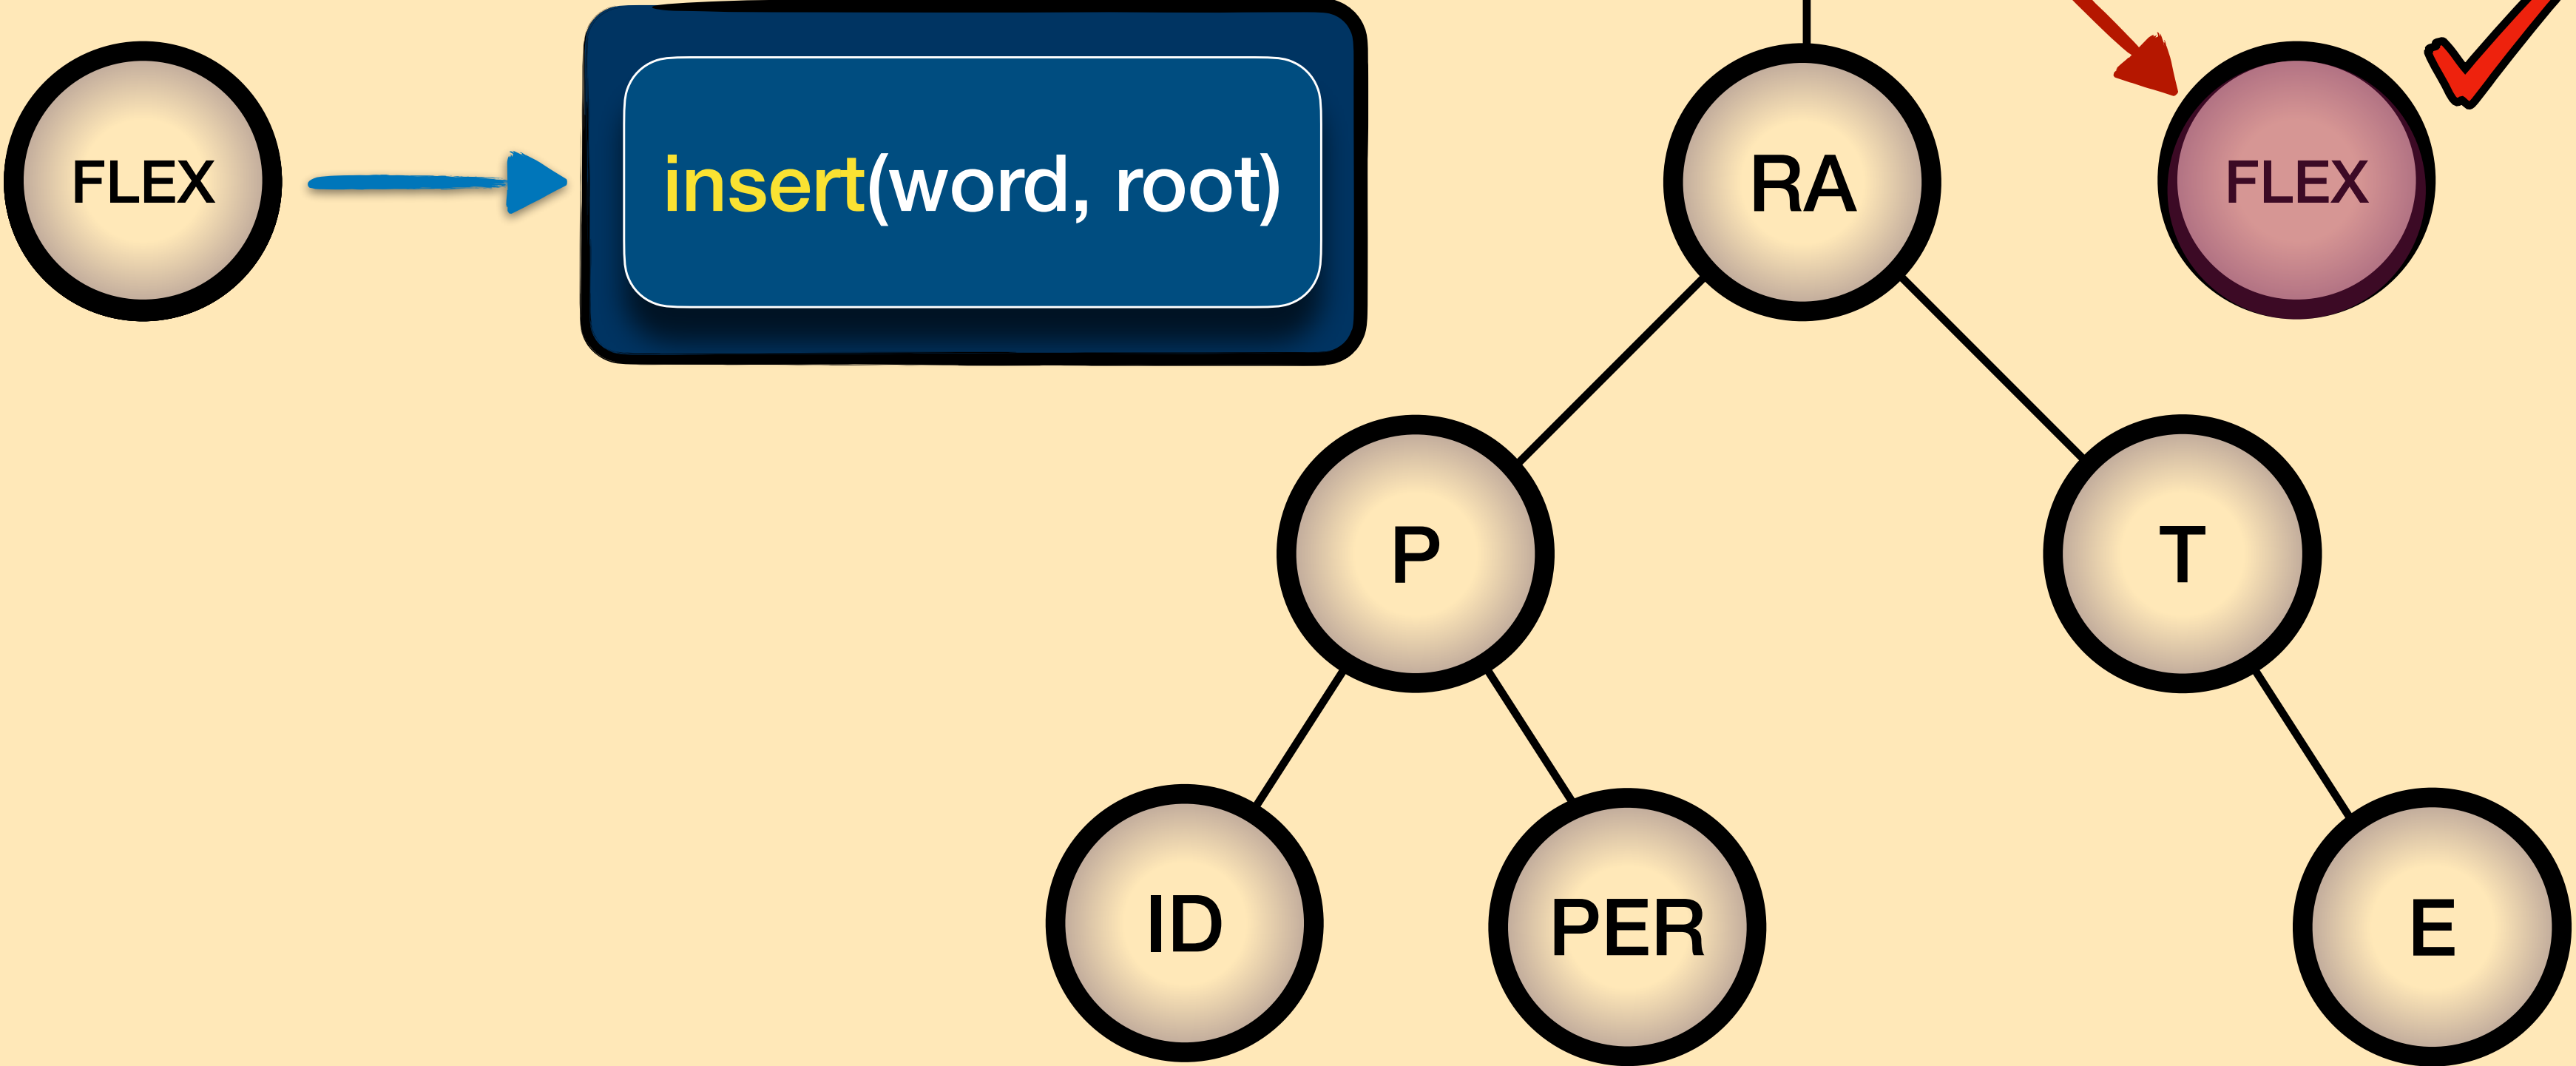 FLEX
insert(word, root)
RA
FLEX
P
T
ID
PER
E